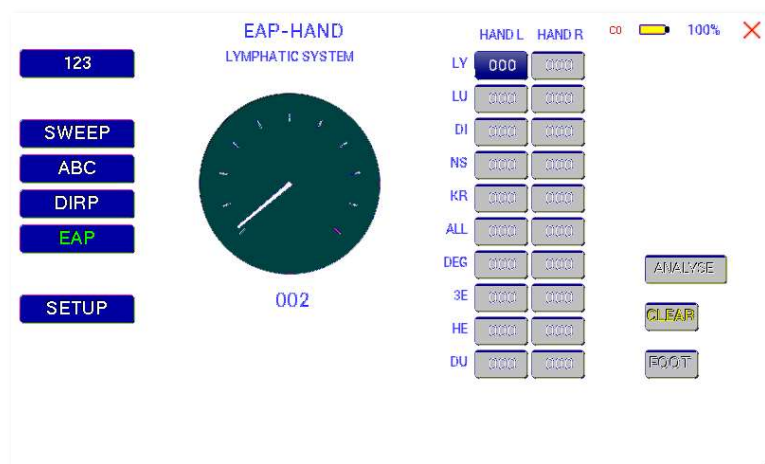 EAP-HAND
LYMPHATIC SYSTEM
HAND L HAND R
C0 100%
123
SWEEP
ABC
DIRP
EAP
SETUP
002
LY 000 000
LU 000 000
DI 000 000
NS 000 000
KR 000 000
ALL 000 000
DEG 000 000
3E 000 000
HE 000 000
DU 000 000
ANALYSE
CLEAR
FOOT